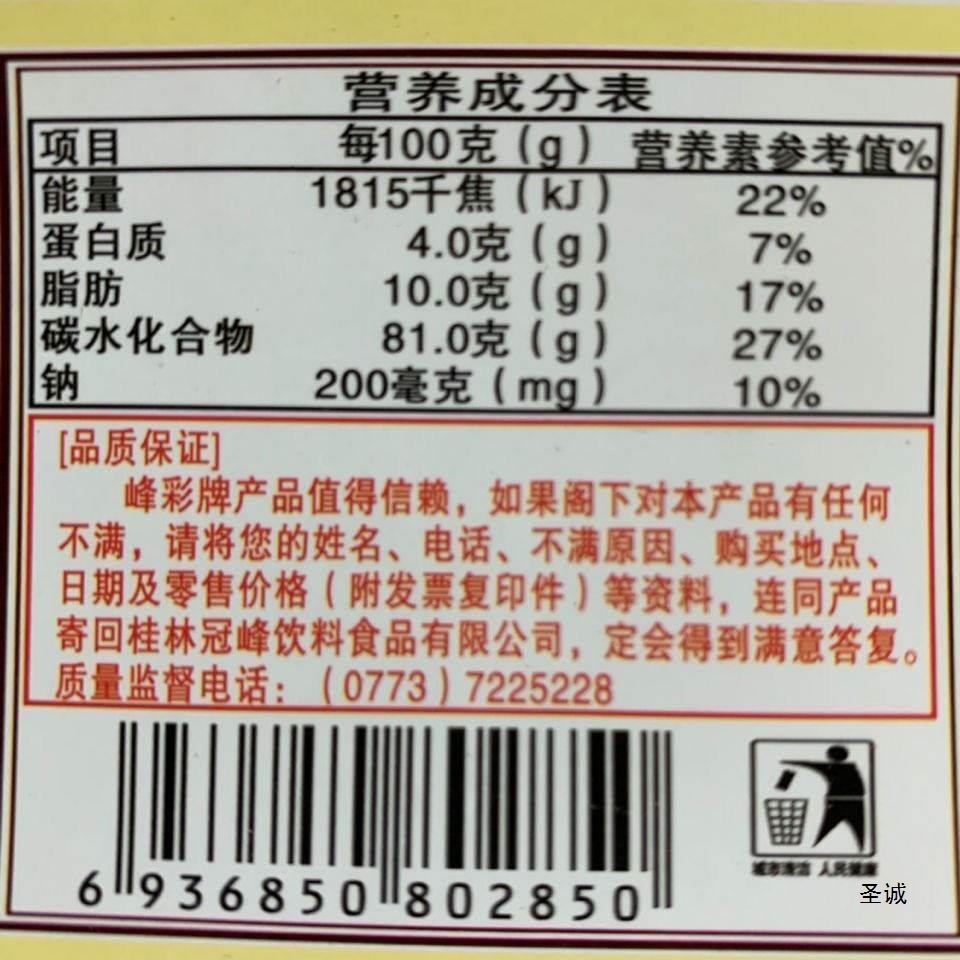 营养成分表
项目 每100克(g) 营养素参考值%
能量 1815千焦(kJ) 22%
蛋白质 4.0克(g) 7%
脂肪 10.0克(g) 17%
碳水化合物 81.0克(g) 27%
钠 200毫克(mg) 10%
[品质保证]
峰彩牌产品值得信赖，如果阁下对本产品有任何
不满，请将您的姓名、电话、不满原因、购买地点、
日期及零售价格(附发票复印件)等资料，连同产品
寄回桂林冠峰饮料食品有限公司，定会得到满意答复。
质量监督电话：(0773)7225228
城市清洁 人民健康
6 936850 802850
圣诚